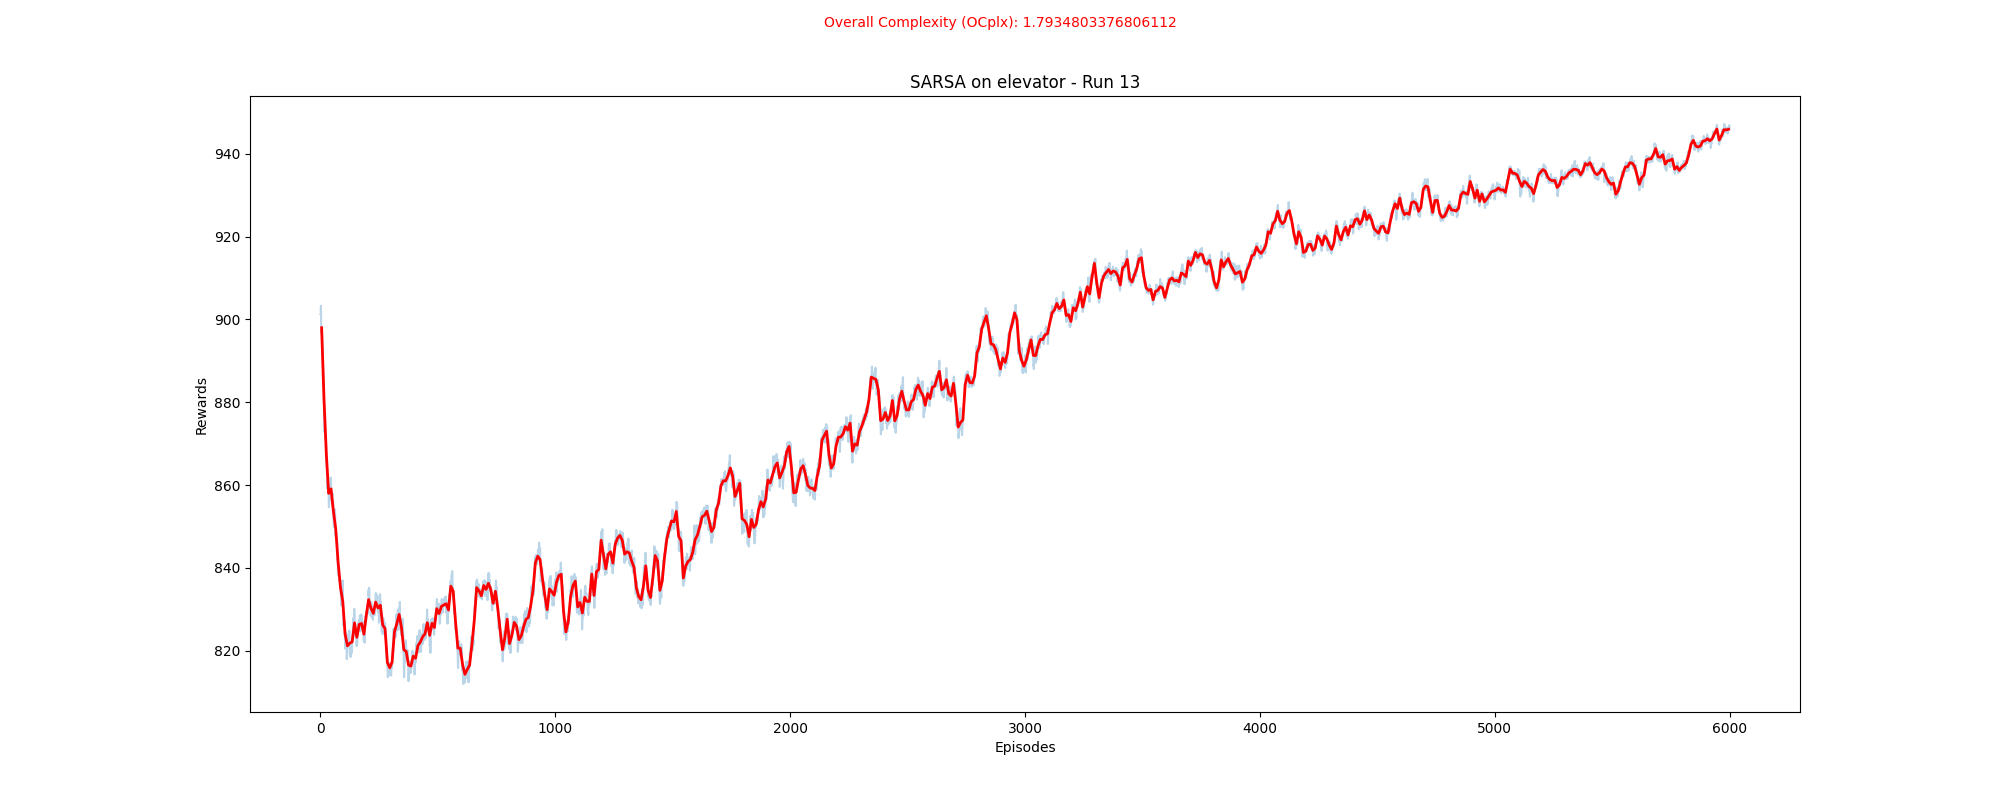 Overall Complexity (OCplx): 1.7934803376806112
SARSA on elevator - Run 13
Rewards
940
920
900
880
860
840
820
0 1000 2000 3000 4000 5000 6000
Episodes